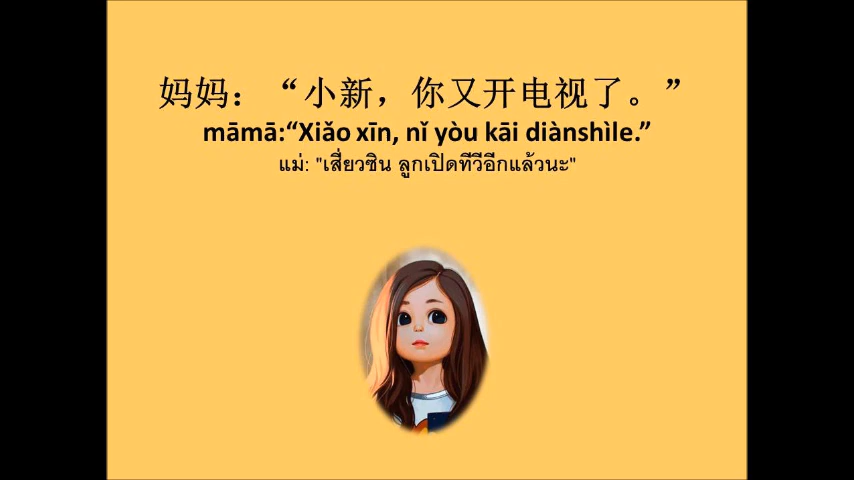 妈妈：“小新，你又开电视了。”
māmā:“Xiǎo xīn, nǐ yòu kāi diànshìle.”
แม่: "เสี่ยวซิน ลูกเปิดทีวีอีกแล้วนะ"